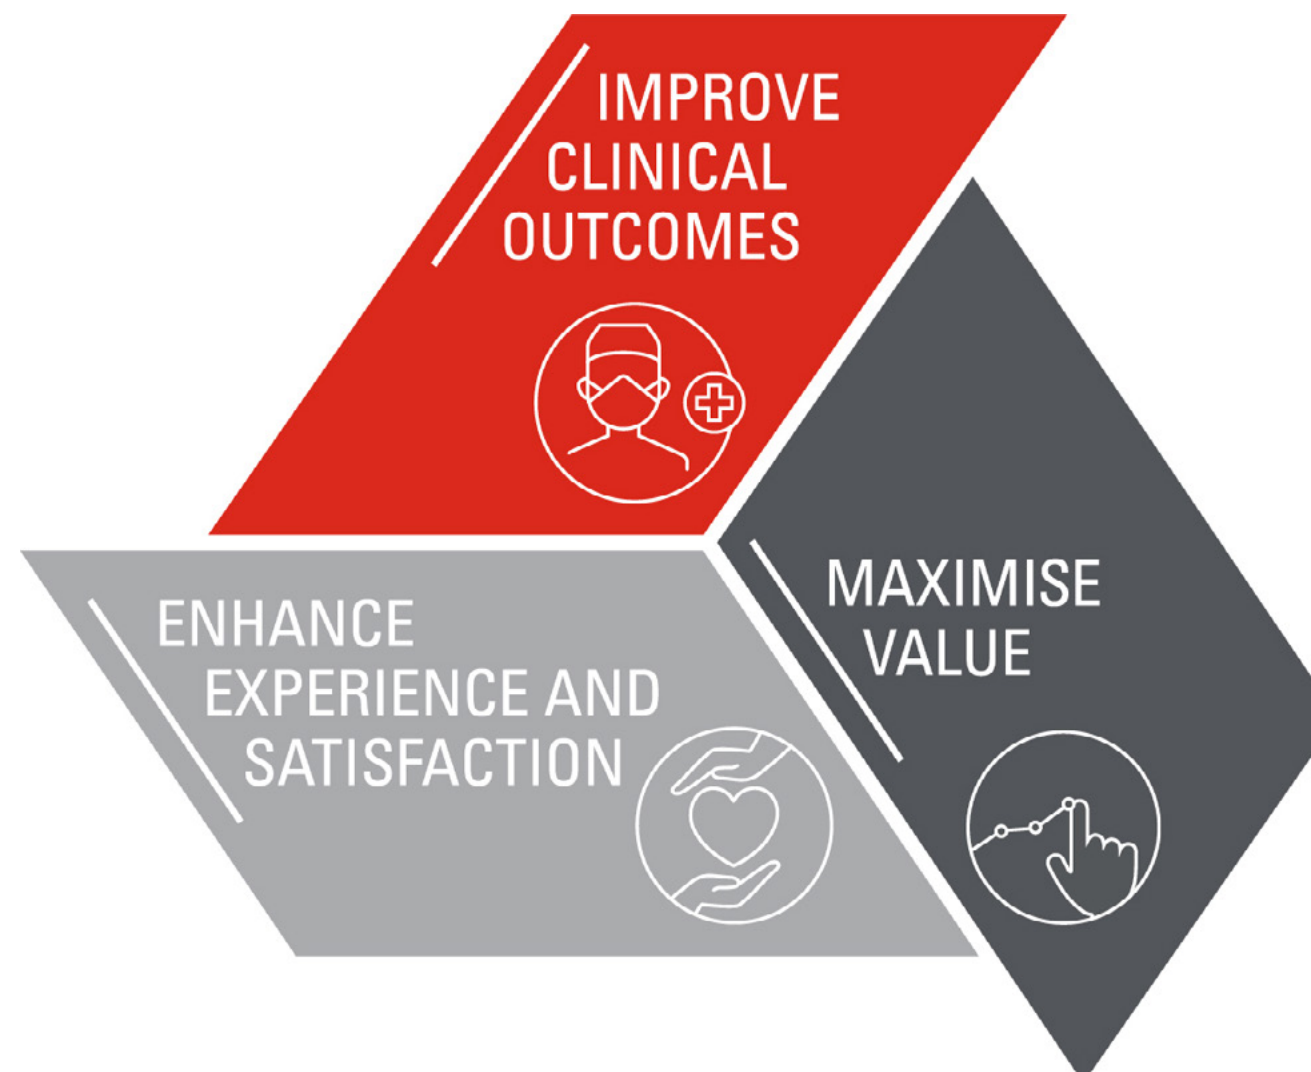 IMPROVE
CLINICAL
OUTCOMES
MAXIMISE
VALUE
ENHANCE
EXPERIENCE AND
SATISFACTION